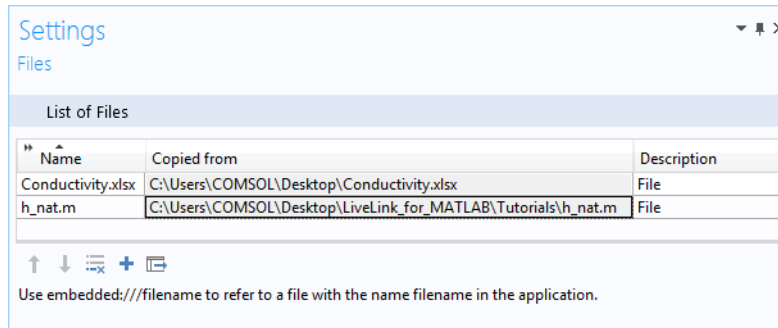 Settings
Files
List of Files
Name Copied from Description
Conductivity.xlsx C:\Users\COMSOL\Desktop\Conductivity.xlsx File
h_nat.m C:\Users\COMSOL\Desktop\LiveLink_for_MATLAB\Tutorials\h_nat.m File
Use embedded:///filename to refer to a file with the name filename in the application.